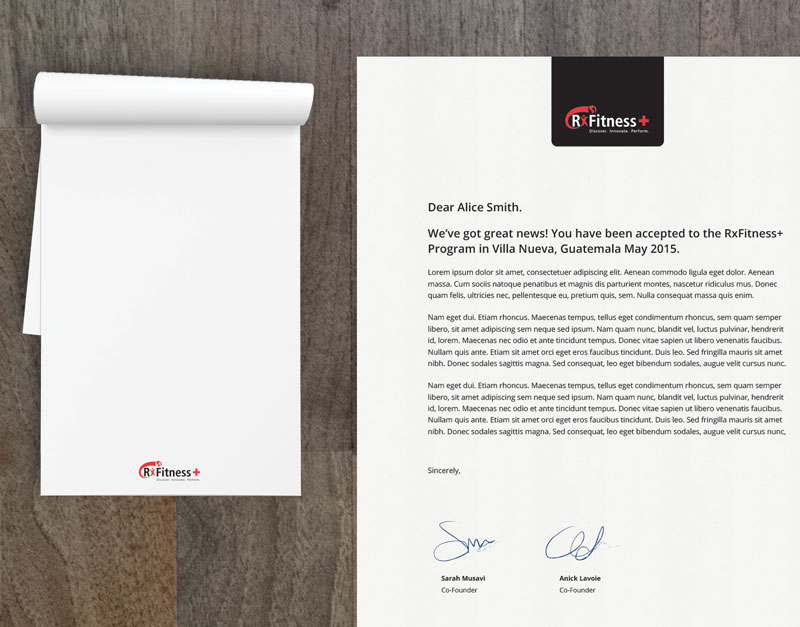 RxFitness+
Discover. Innovate. Perform.
RxFitness+
Discover. Innovate. Perform.
Dear Alice Smith.
We've got great news! You have been accepted to the RxFitness+
Program in Villa Nueva, Guatemala May 2015.
Lorem ipsum dolor sit amet, consectetuer adipiscing elit. Aenean commodo ligula eget dolor. Aenean
massa. Cum sociis natoque penatibus et magnis dis parturient montes, nascetur ridiculus mus. Donec
quam felis, ultricies nec, pellentesque eu, pretium quis, sem. Nulla consequat massa quis enim.
Nam eget dui. Etiam rhoncus. Maecenas tempus, tellus eget condimentum rhoncus, sem quam semper
libero, sit amet adipiscing sem neque sed ipsum. Nam quam nunc, blandit vel, luctus pulvinar, hendrerit
id, lorem. Maecenas nec odio et ante tincidunt tempus. Donec vitae sapien ut libero venenatis faucibus.
Nullam quis ante. Etiam sit amet orci eget eros faucibus tincidunt. Duis leo. Sed fringilla mauris sit amet
nibh. Donec sodales sagittis magna. Sed consequat, leo eget bibendum sodales, augue velit cursus nunc.
Nam eget dui. Etiam rhoncus. Maecenas tempus, tellus eget condimentum rhoncus, sem quam semper
libero, sit amet adipiscing sem neque sed ipsum. Nam quam nunc, blandit vel, luctus pulvinar, hendrerit
id, lorem. Maecenas nec odio et ante tincidunt tempus. Donec vitae sapien ut libero venenatis faucibus.
Nullam quis ante. Etiam sit amet orci eget eros faucibus tincidunt. Duis leo. Sed fringilla mauris sit amet
nibh. Donec sodales sagittis magna. Sed consequat, leo eget bibendum sodales, augue velit cursus nunc,
Sincerely,
Sarah Musavi
Co-Founder
Anick Lavoie
Co-Founder